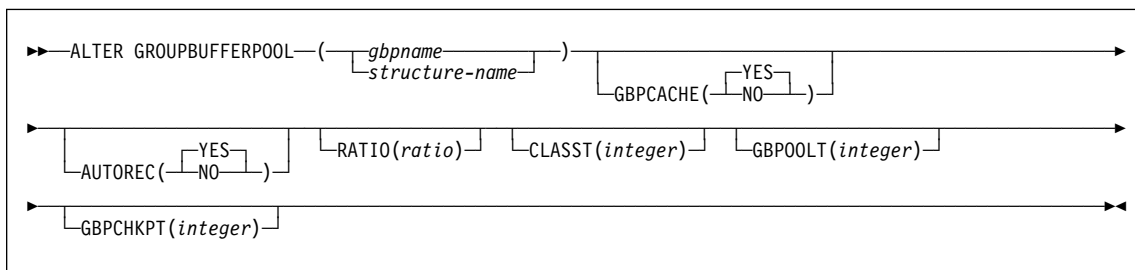 ALTER GROUPBUFFERPOOL ( gbpname )
structure-name
YES
GBPCACHE( NO )
YES
AUTOREC( NO ) RATIO(ratio) CLASST(integer) GBPOOLT(integer)
GBPCHKPT(integer)